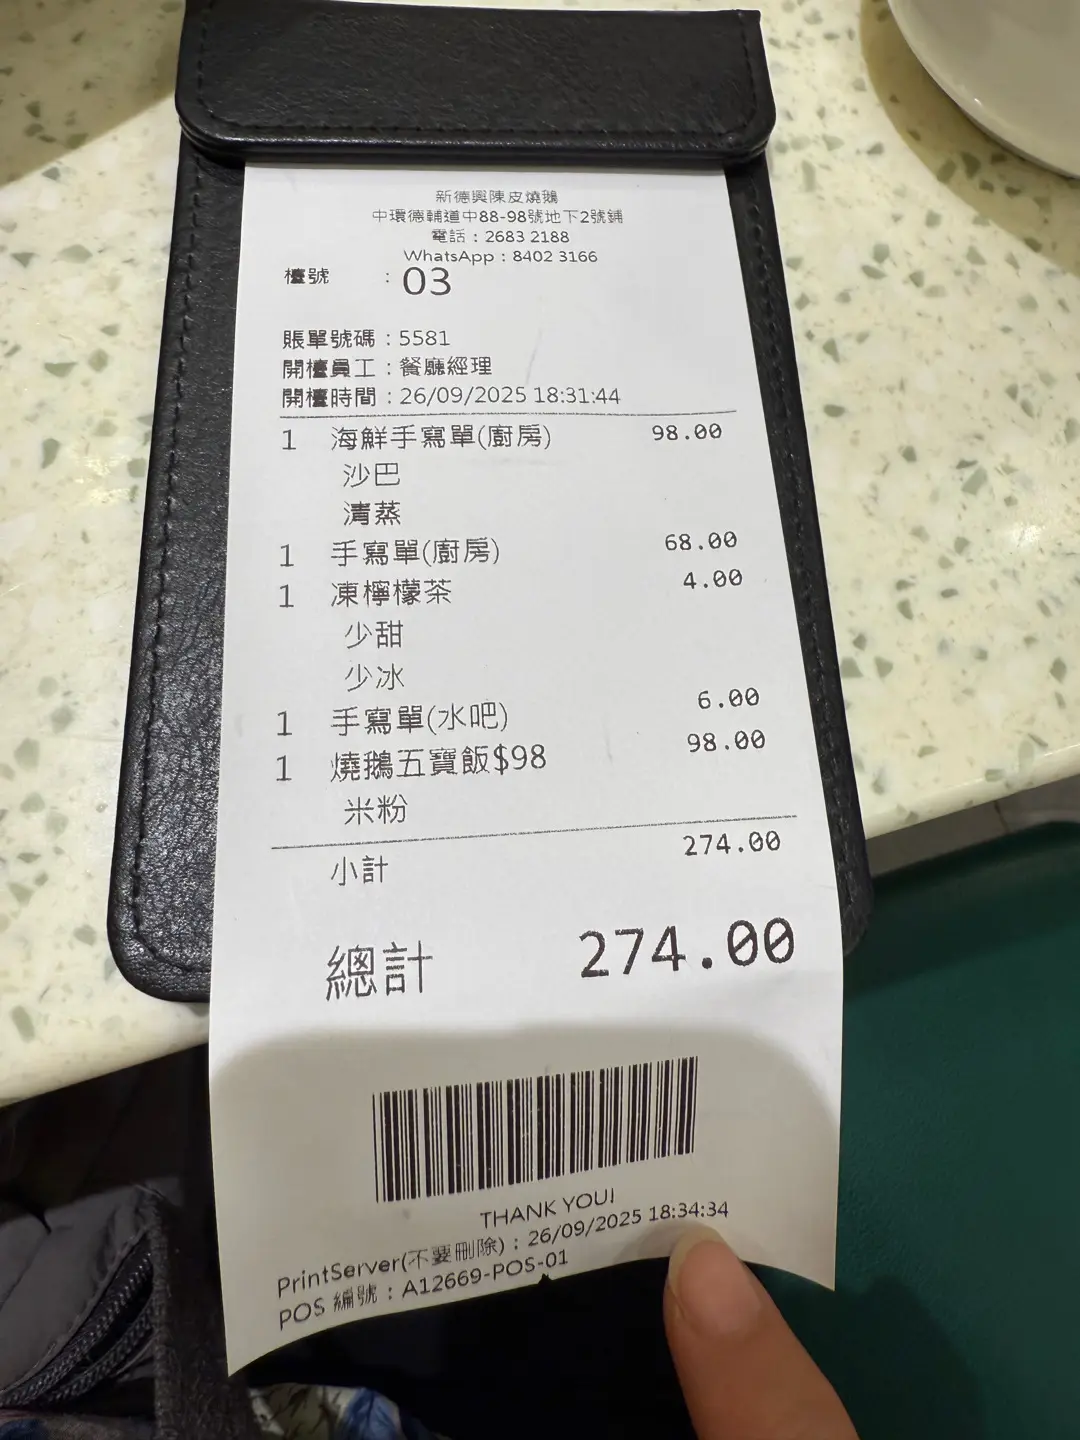 新德興陳皮燒鵝
中環德輔道中88-98號地下2號鋪
電話：2683 2188
WhatsApp：8402 3166
檯號 ：03
賬單號碼：5581
開檯員工：餐廳經理
開檯時間：26/09/2025 18:31:44
1 海鮮手寫單(廚房) 98.00
沙巴
清蒸
1 手寫單(廚房) 68.00
1 凍檸檬茶 4.00
少甜
少冰
1 手寫單(水吧) 6.00
1 燒鵝五寶飯$98 98.00
米粉
小計 274.00
總計 274.00
THANK YOU!
PrintServer(不要刪除)：26/09/2025 18:34:34
POS 編號：A12669-POS-01